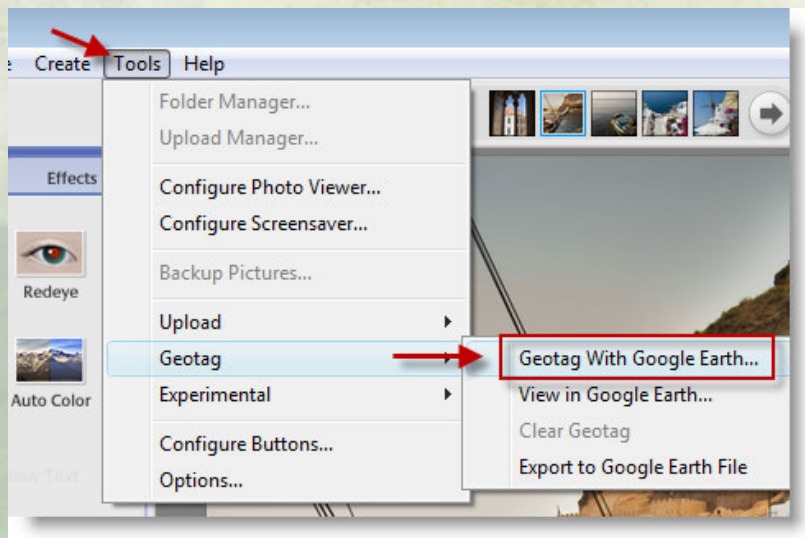 Create Tools Help
Folder Manager...
Upload Manager...
Effects
Configure Photo Viewer...
Configure Screensaver...
Redeye
Backup Pictures...
Upload
Geotag
Geotag With Google Earth...
Auto Color
Experimental
View in Google Earth...
Clear Geotag
Configure Buttons...
Export to Google Earth File
Options...